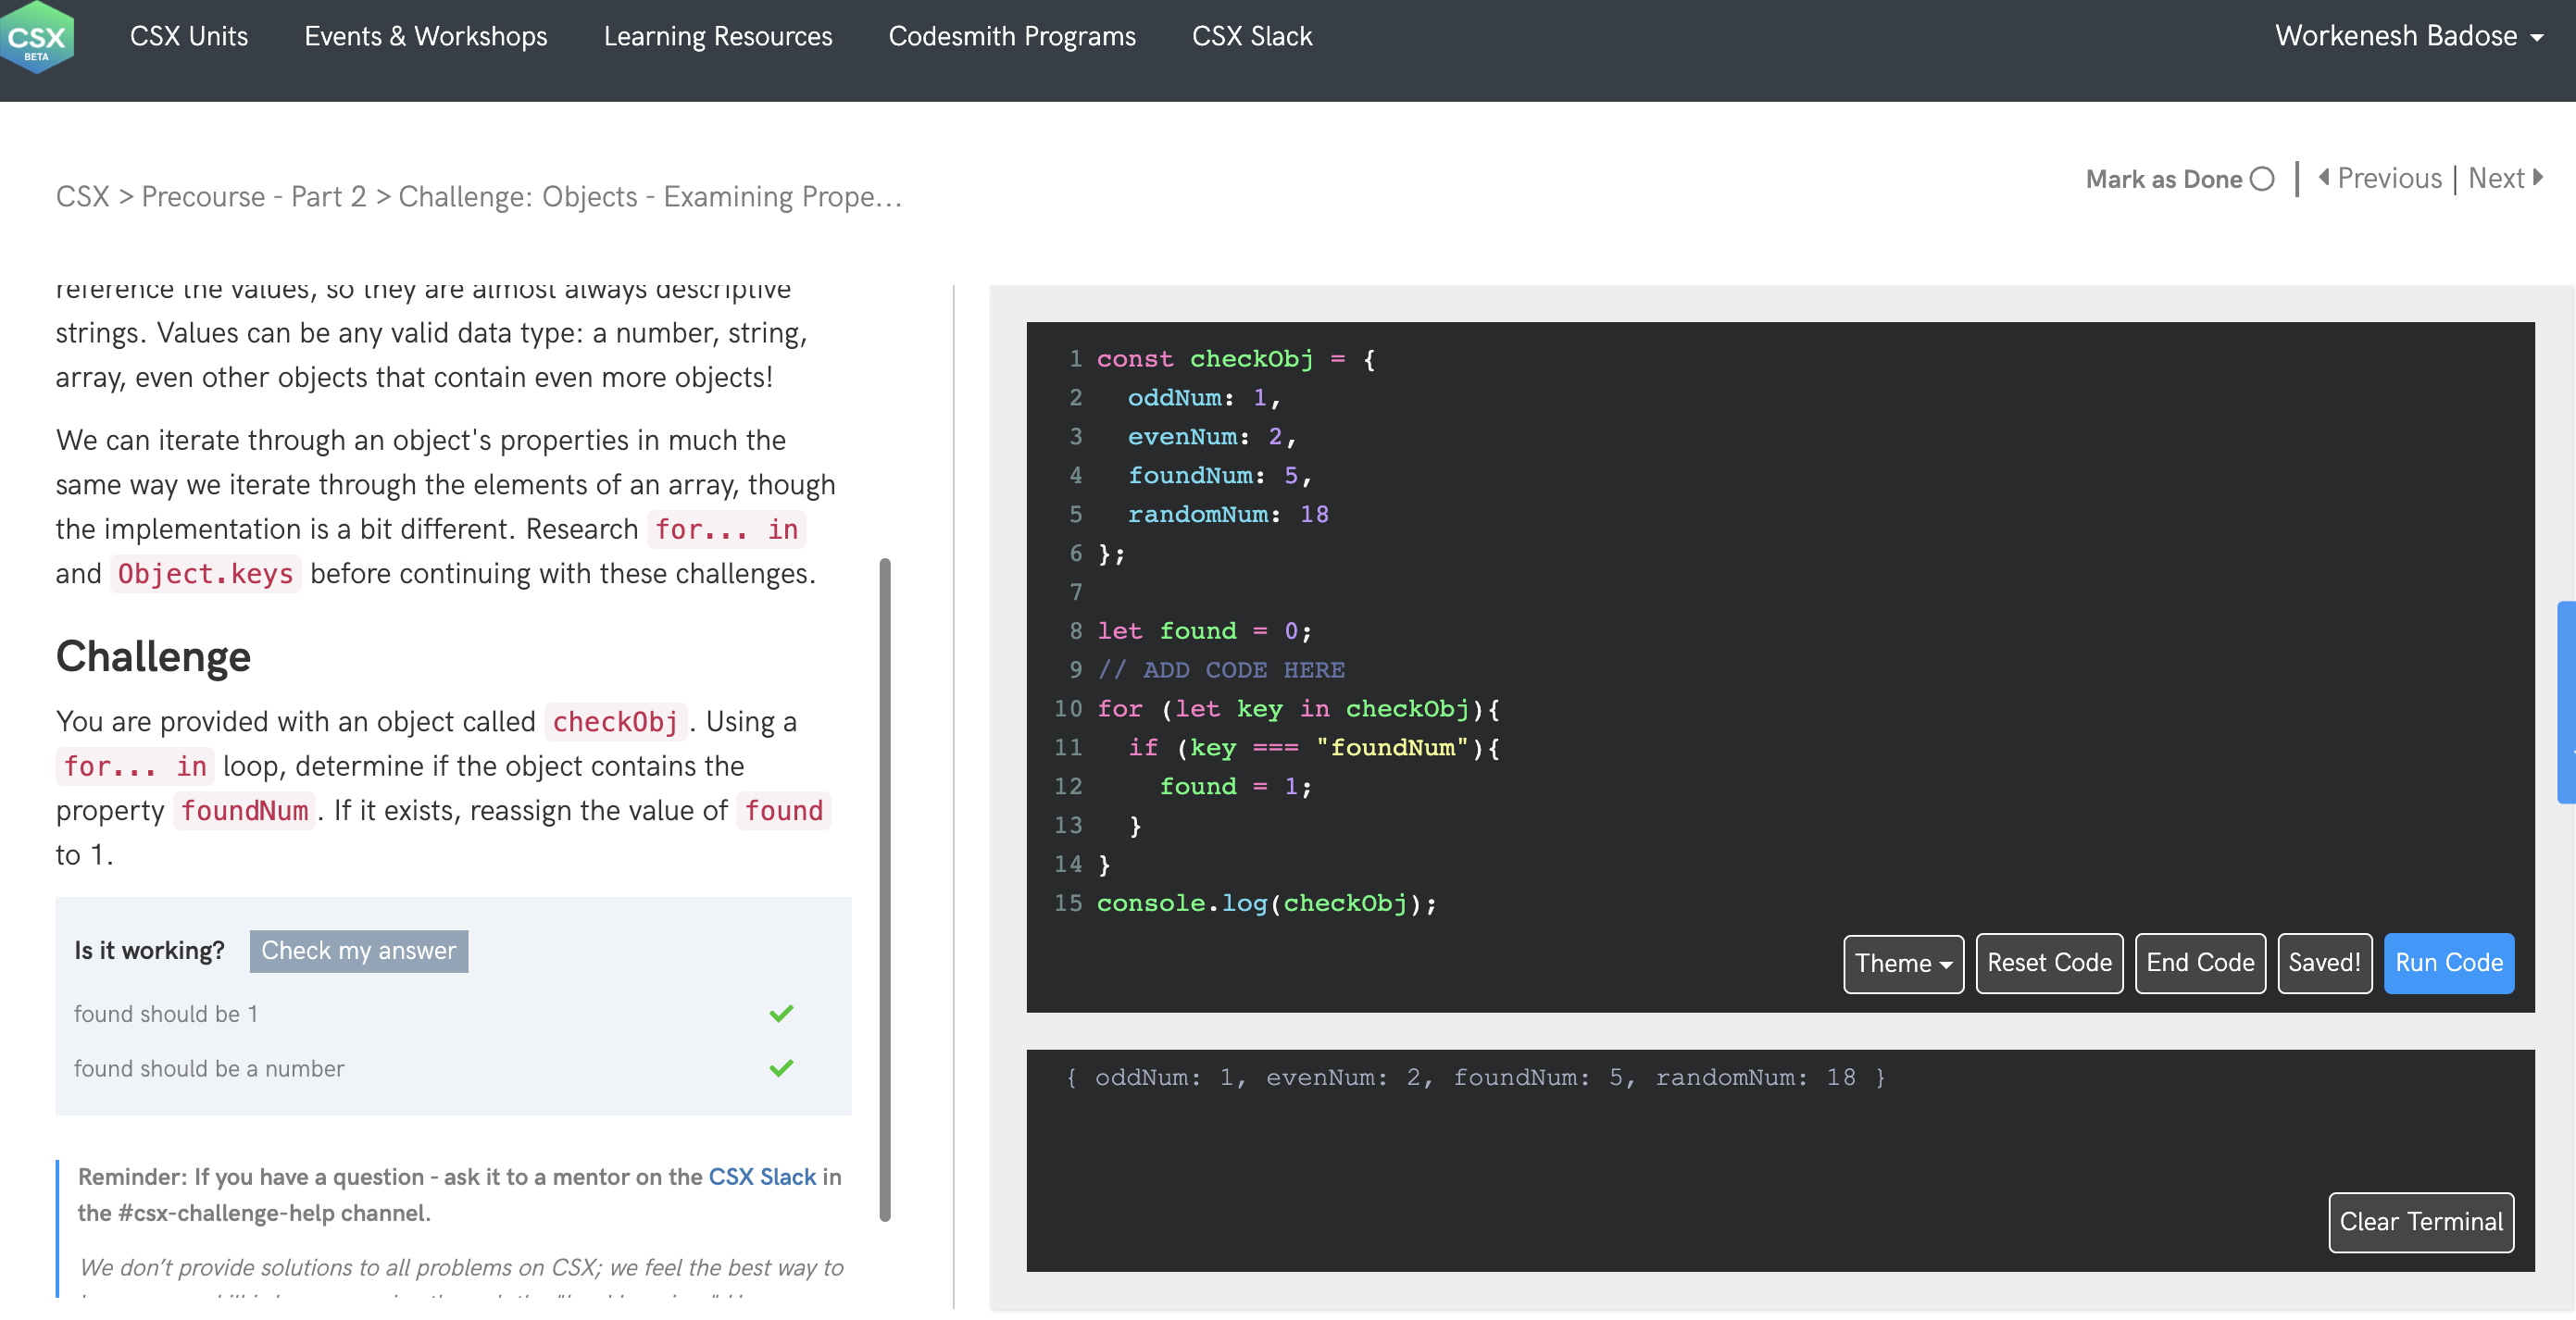 CSX
BETA
CSX Units
Events & Workshops
Learning Resources
Codesmith Programs
CSX Slack
Workenesh Badose
CSX > Precourse - Part 2 > Challenge: Objects - Examining Prope...
Mark as Done
Previous | Next
reference the values, so they are almost always descriptive
strings. Values can be any valid data type: a number, string,
array, even other objects that contain even more objects!
We can iterate through an object's properties in much the
same way we iterate through the elements of an array, though
the implementation is a bit different. Research for... in
and Object.keys before continuing with these challenges.
Challenge
You are provided with an object called checkObj. Using a
for... in loop, determine if the object contains the
property foundNum. If it exists, reassign the value of found
to 1.
Is it working? Check my answer
found should be 1
found should be a number
Reminder: If you have a question - ask it to a mentor on the CSX Slack in
the #csx-challenge-help channel.
We don’t provide solutions to all problems on CSX; we feel the best way to
1 const checkObj = {
2   oddNum: 1,
3   evenNum: 2,
4   foundNum: 5,
5   randomNum: 18
6 };
7
8 let found = 0;
9 // ADD CODE HERE
10 for (let key in checkObj){
11   if (key === "foundNum"){
12     found = 1;
13   }
14 }
15 console.log(checkObj);
Theme
Reset Code
End Code
Saved!
Run Code
{ oddNum: 1, evenNum: 2, foundNum: 5, randomNum: 18 }
Clear Terminal